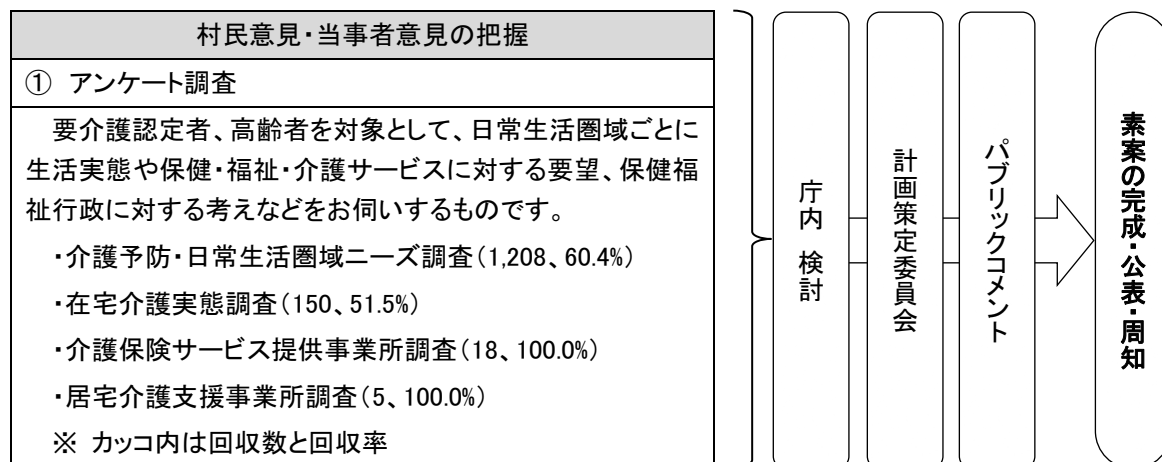 村民意見・当事者意見の把握
① アンケート調査
要介護認定者、高齢者を対象として、日常生活圏域ごとに
生活実態や保健・福祉・介護サービスに対する要望、保健福
祉行政に対する考えなどをお伺いするものです。
・介護予防・日常生活圏域ニーズ調査(1,208、60.4%)
・在宅介護実態調査(150、51.5%)
・介護保険サービス提供事業所調査(18、100.0%)
・居宅介護支援事業所調査(5、100.0%)
※ カッコ内は回収数と回収率
庁内 検討
計画策定委員会
パブリックコメント
素案の完成・公表・周知